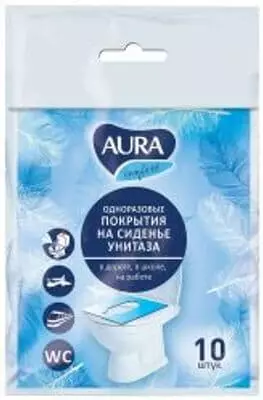 AURA
comfort
ОДНОРАЗОВЫЕ
ПОКРЫТИЯ
НА СИДЕНЬЕ
УНИТАЗА
в дороге, в школе,
на работе
WC
10
штук